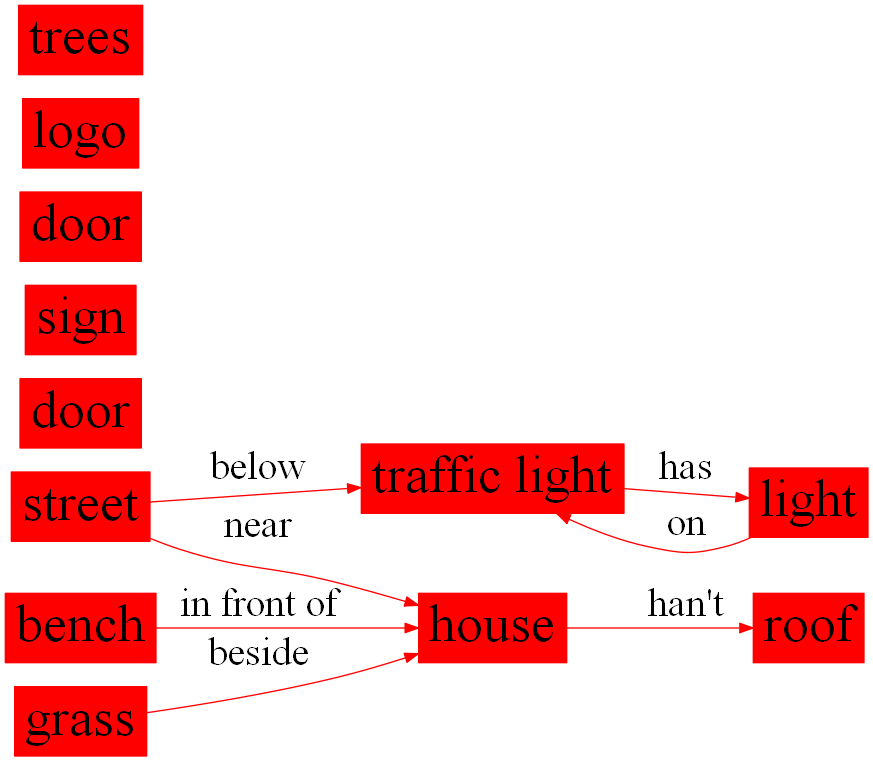 trees
logo
door
sign
door
street
below
traffic light
has
light
on
near
bench
in front of
house
han't
roof
beside
grass